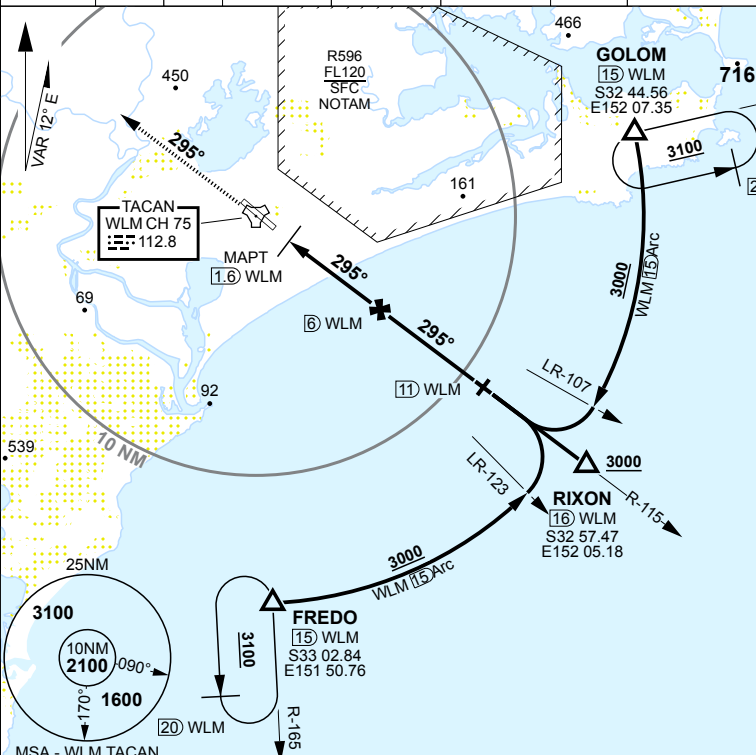 466
GOLOM
15 WLM
S32 44.56
E152 07.35
716
R596
FL120
SFC
NOTAM
450
VAR 12° E
295°
3100
161
TACAN
WLM CH 75
112.8
MAPT
1.6 WLM
295°
3000
WLM 15 Arc
69
6 WLM
295°
LR-107
11 WLM
92
10 NM
539
3000
LR-123
RIXON
16 WLM
S32 57.47
E152 05.18
R-115
3000
WLM 15 Arc
25NM
3100
10NM
2100
090°
170°
1600
MSA - WLM TACAN
3100
FREDO
15 WLM
S33 02.84
E151 50.76
20 WLM
R-165